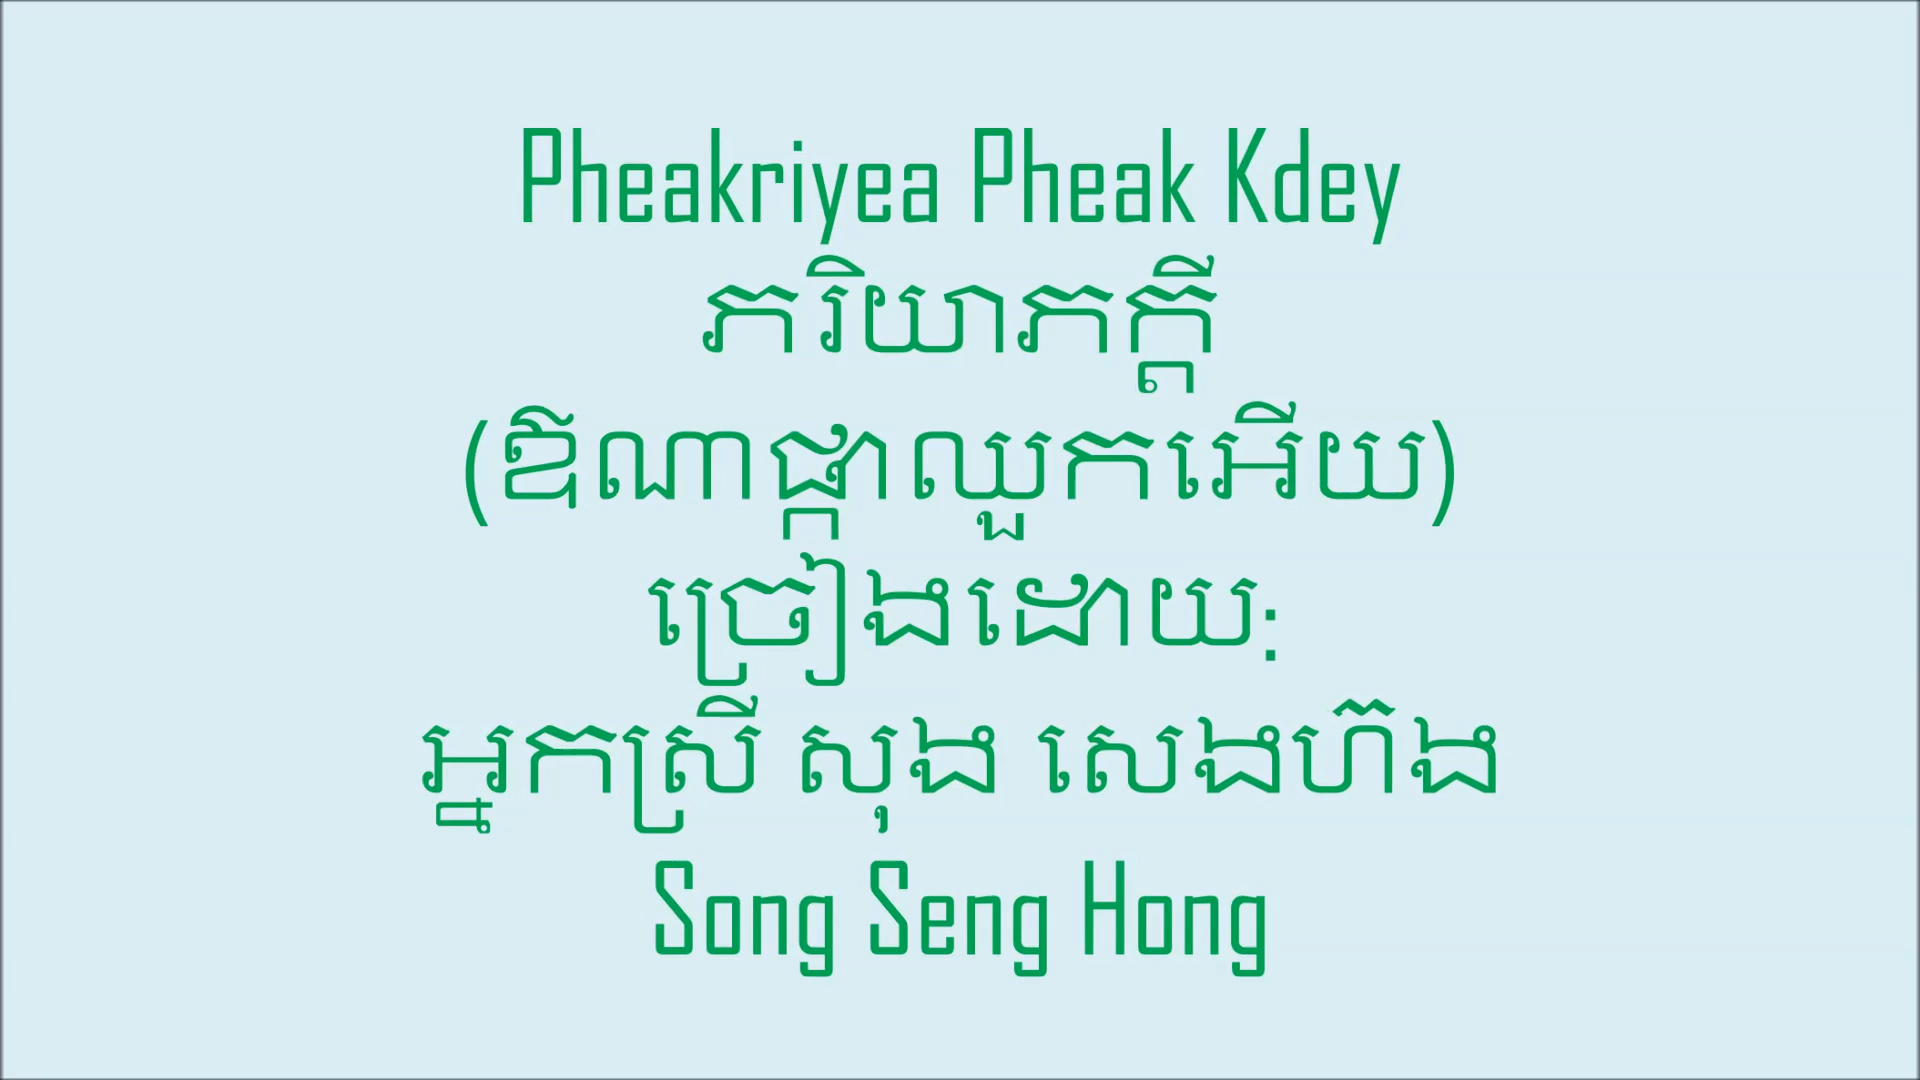 Pheakriyea Pheak Kdey
ភរិយាភក្ដី
(ឱណាផ្កាឈួកអើយ)
ច្រៀងដោយ:
អ្នកស្រី សុង សេងហ៊ង
Song Seng Hong